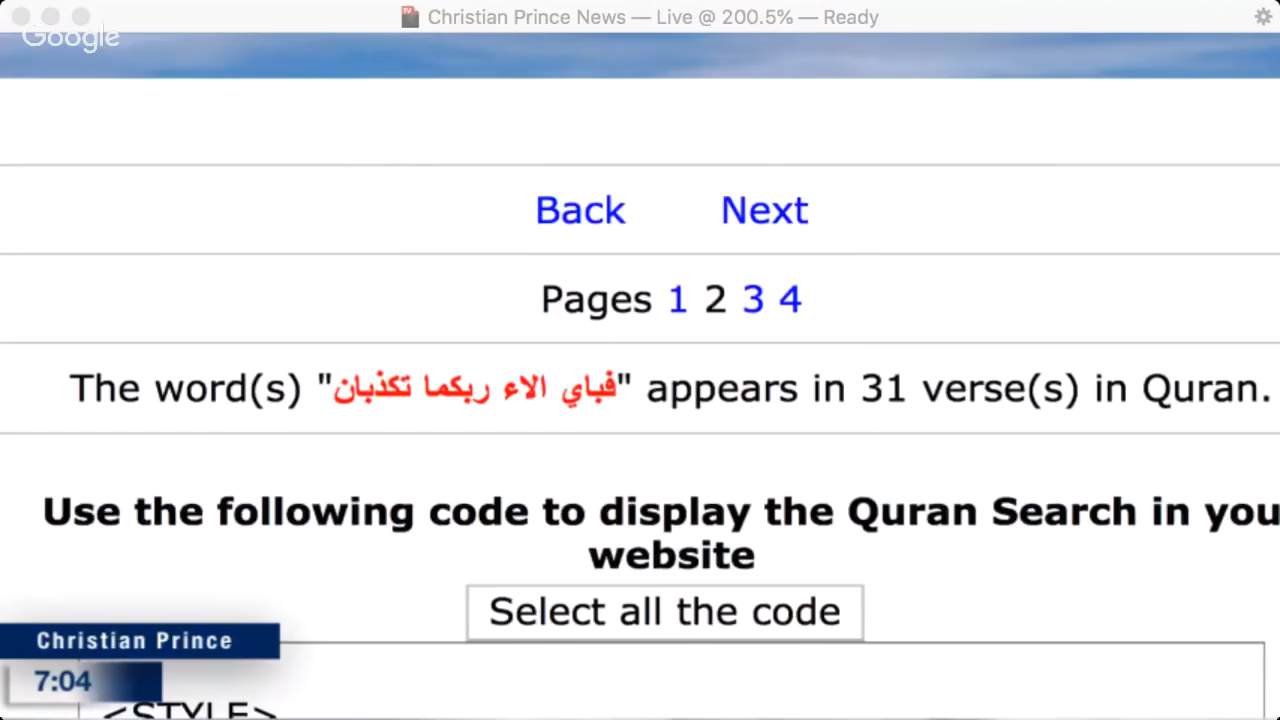 Christian Prince News — Live @ 200.5% — Ready
Google
Back Next
Pages 1 2 3 4
The word(s) "فباي الاء ربكما تكذبان" appears in 31 verse(s) in Quran.
Use the following code to display the Quran Search in you
website
Select all the code
Christian Prince
7:04
<STYLE>